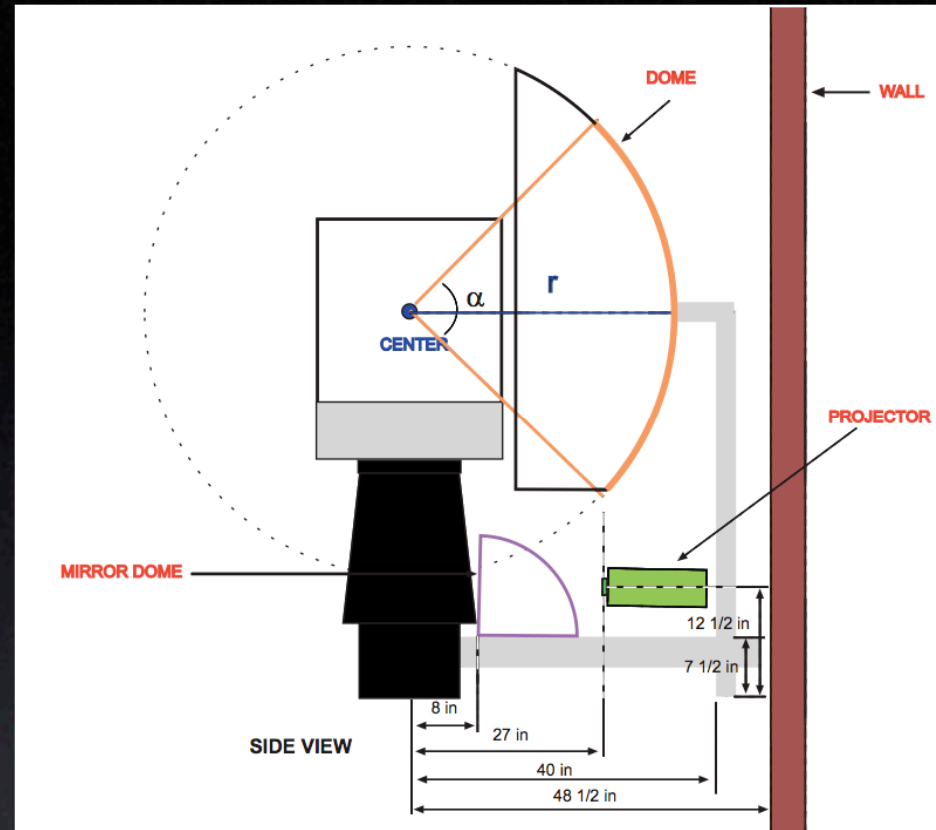 DOME
WALL
α
r
CENTER
PROJECTOR
MIRROR DOME
12 1/2 in
7 1/2 in
8 in
27 in
SIDE VIEW
40 in
48 1/2 in